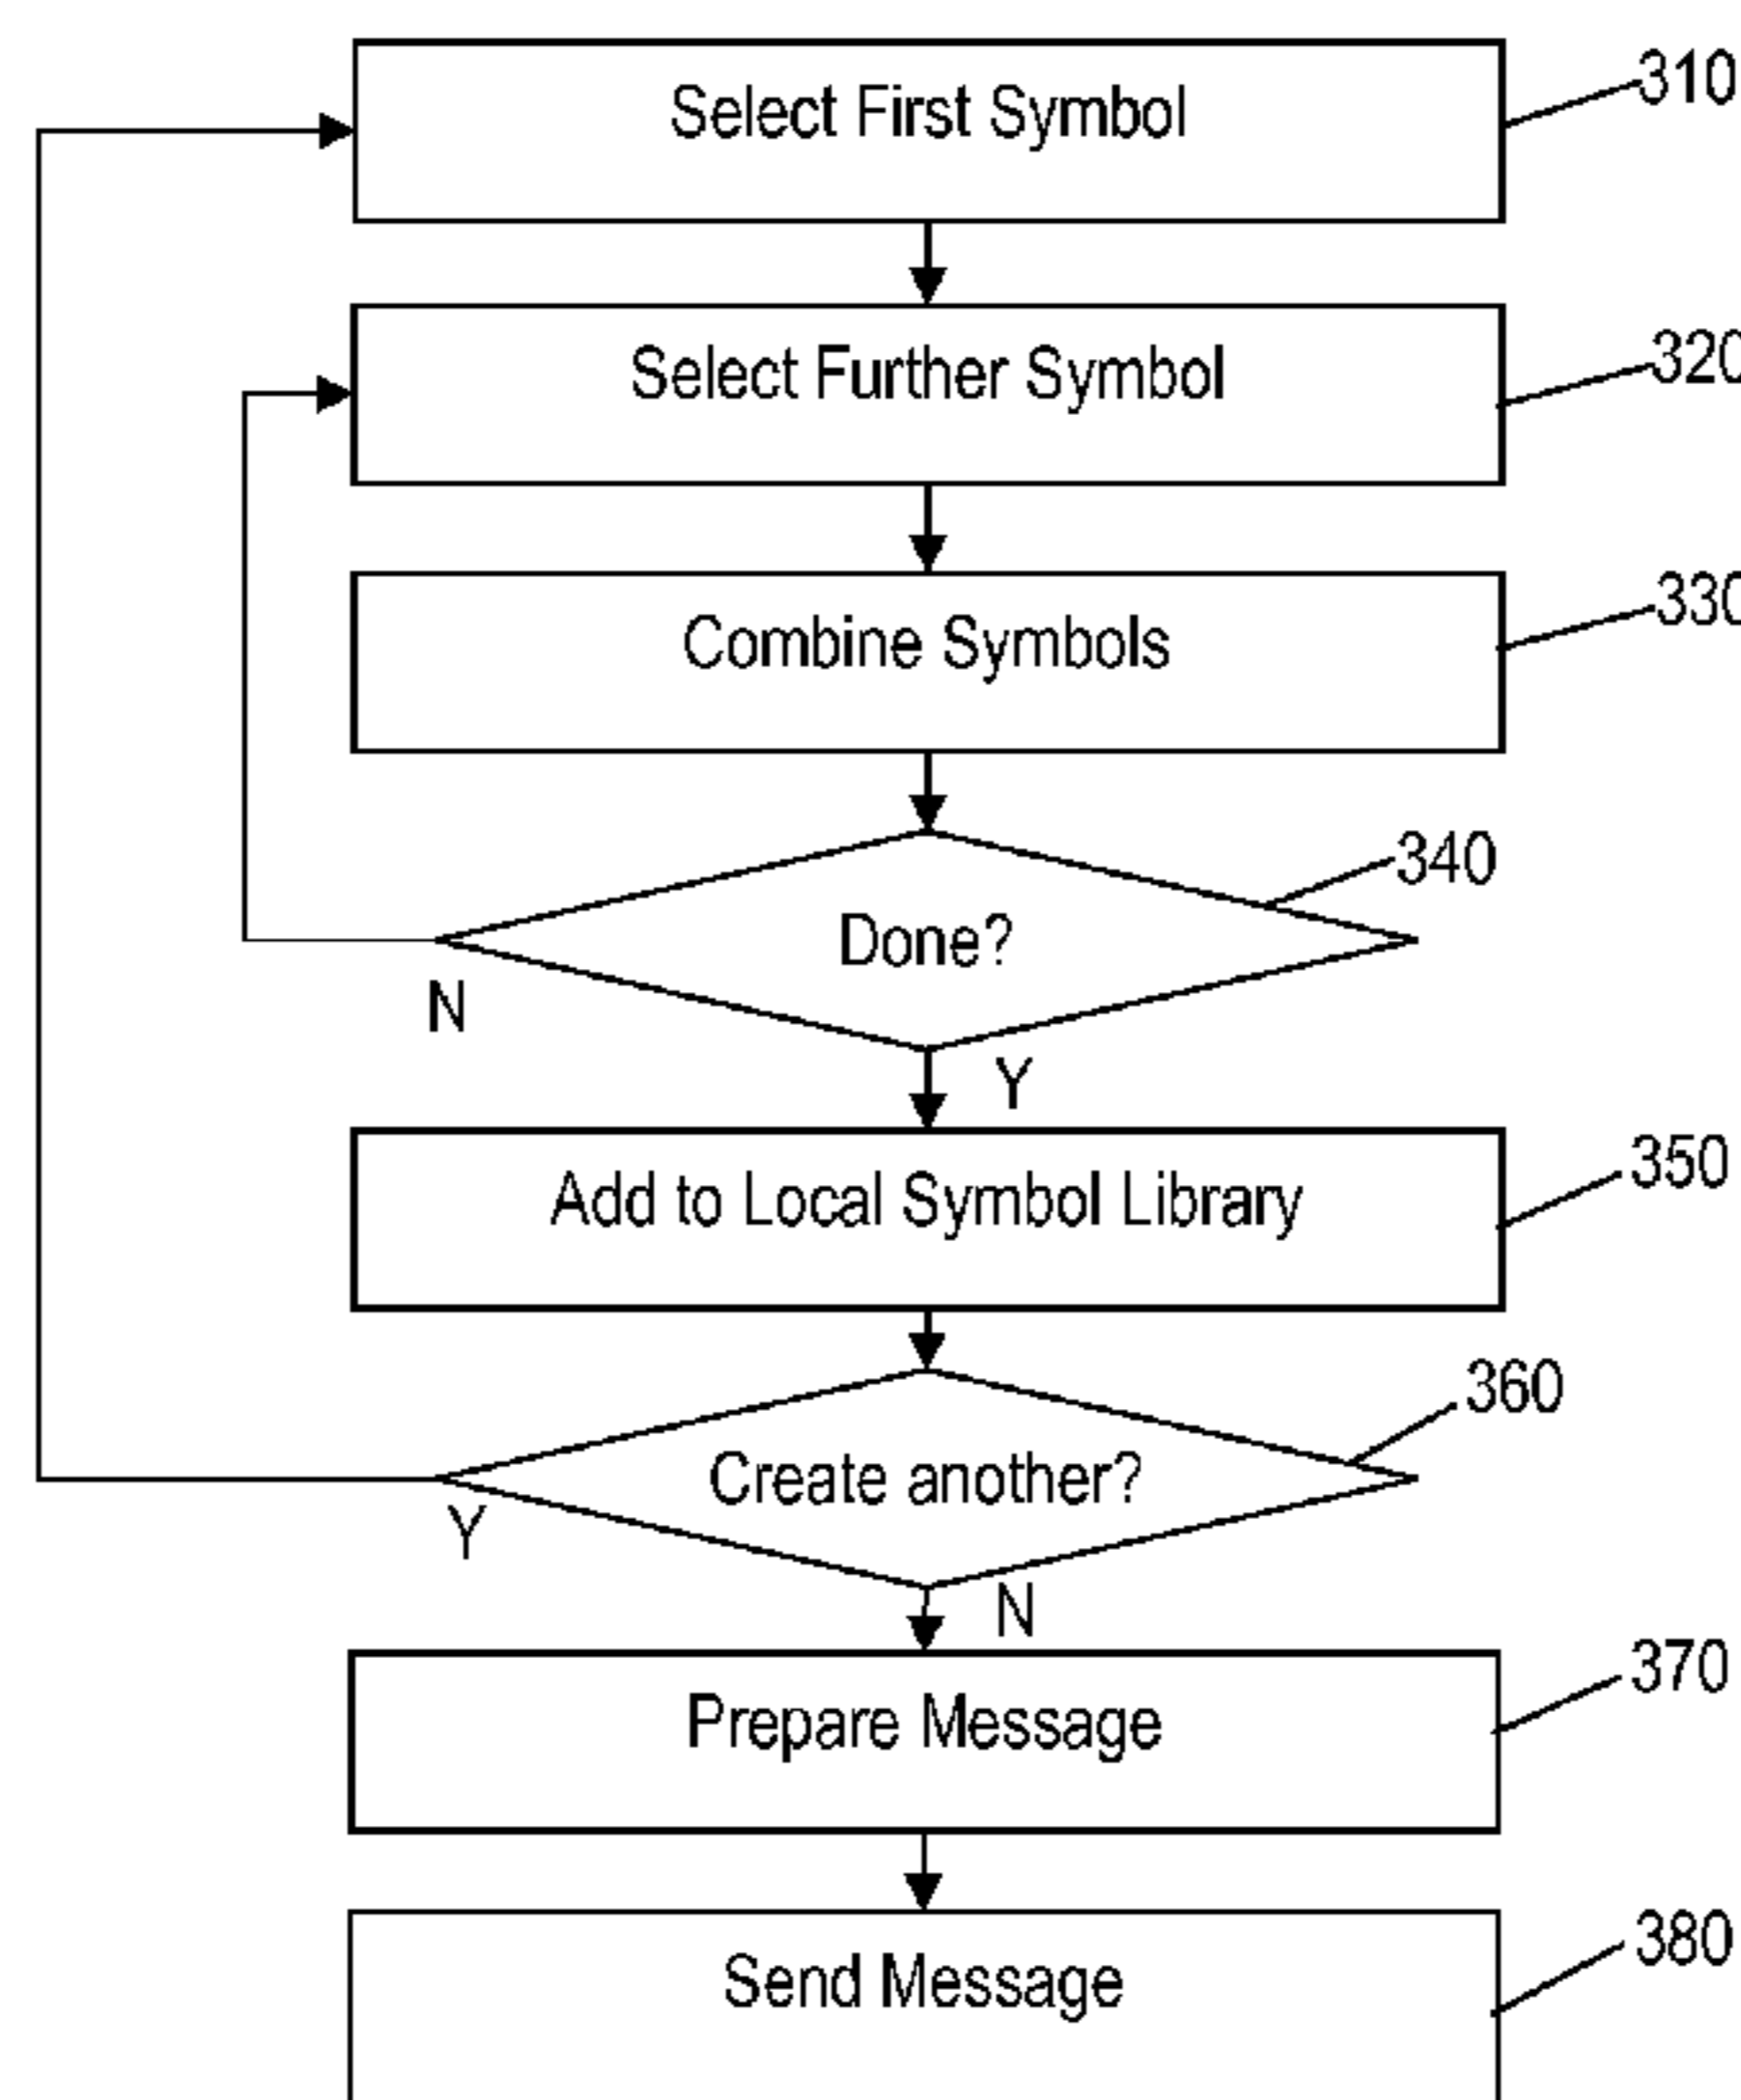 Select First Symbol
310
Select Further Symbol
320
Combine Symbols
330
340
Done?
N
Y
Add to Local Symbol Library
350
360
Create another?
Y
N
Prepare Message
370
Send Message
380